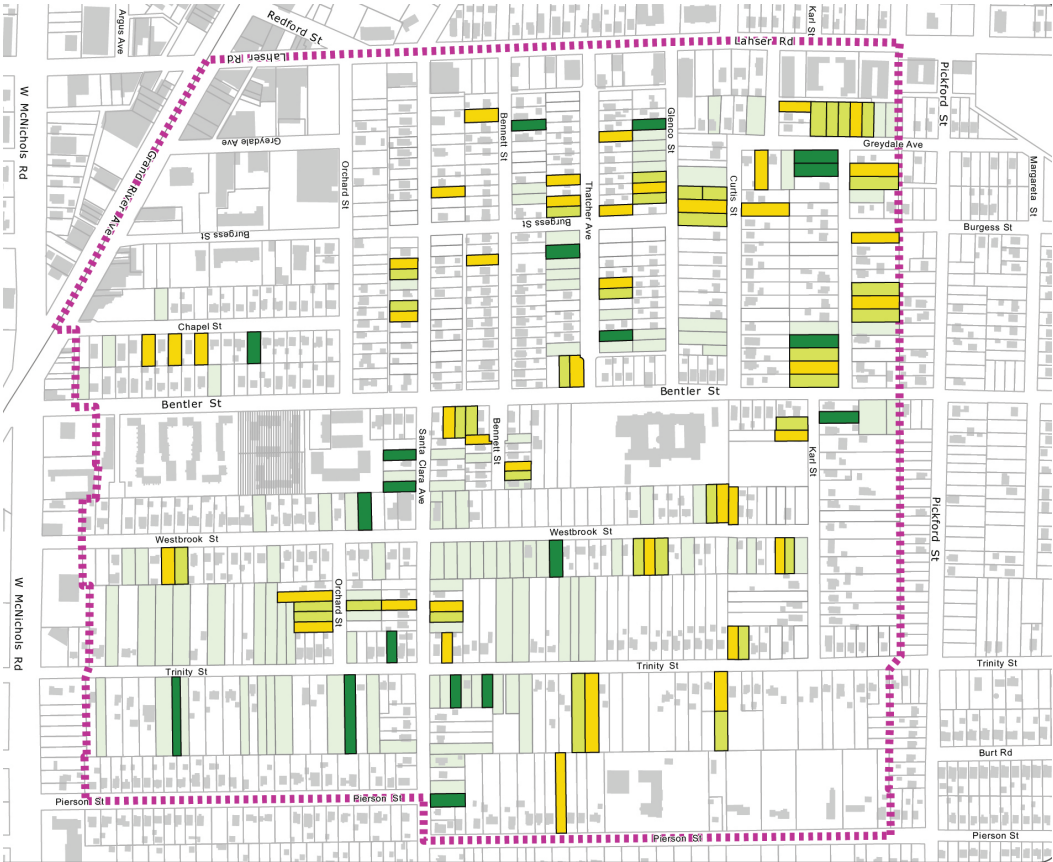 Argus Ave
Redford St
Karl St
Lahser Rd
Lahser Rd
Pickford St
W McNichols Rd
Greydale Ave
Bennett St
Glenco St
Greydale Ave
Grand River Ave
Orchard St
Thatcher Ave
Curtis St
Margareta St
Burgess St
Burgess St
Burgess St
Chapel St
Bentler St
Bentler St
Santa Clara Ave
Bennett St
Karl St
Pickford St
Westbrook St
Westbrook St
W McNichols Rd
Orchard St
Trinity St
Trinity St
Trinity St
Burt Rd
Pierson St
Pierson St
Pierson St
Pierson St